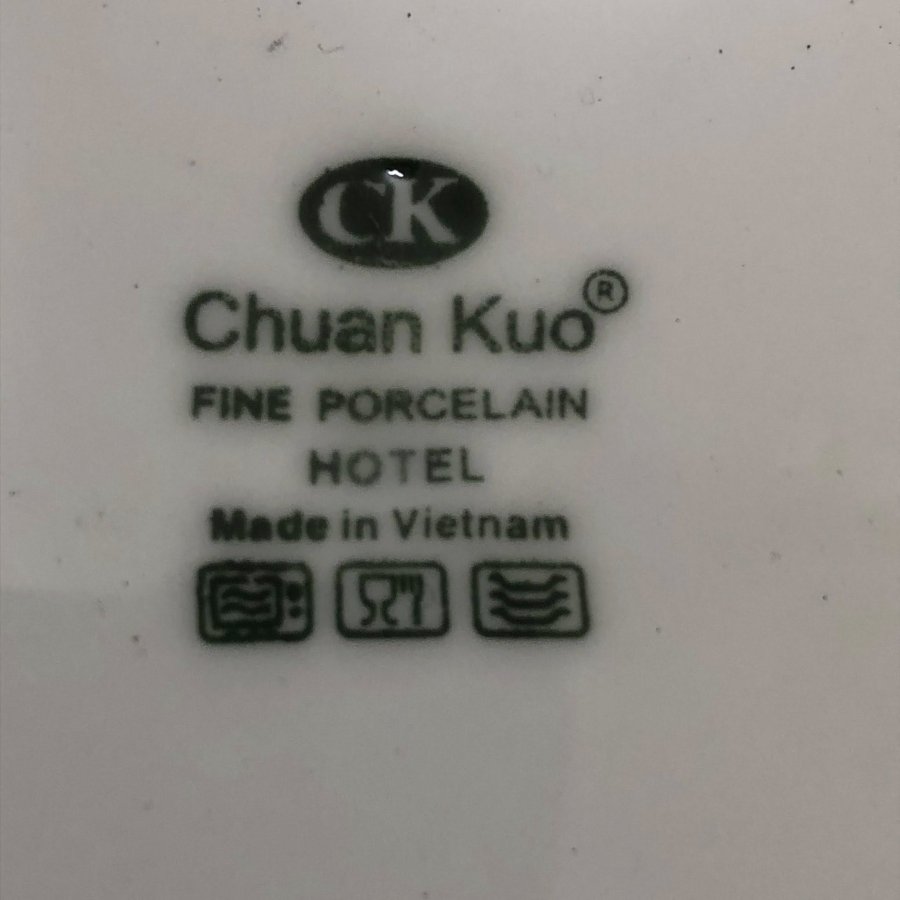 CK
Chuan Kuo®
FINE PORCELAIN
HOTEL
Made in Vietnam